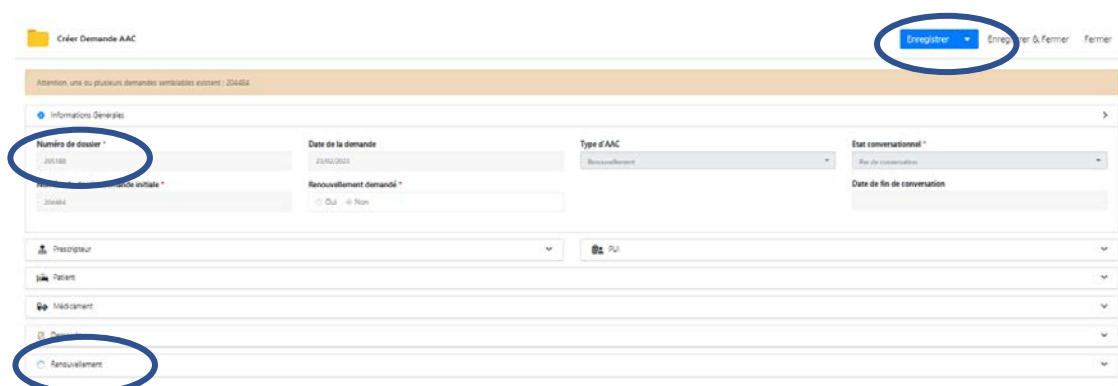 Créer Demande AAC
Enregistrer Enregistrer & Fermer Fermer
Attention, une ou plusieurs demandes semblables existent : 204484
Informations Générales
Numéro de dossier * Date de la demande Type d'AAC Etat conversationnel *
205188 23/02/2023 Renouvellement Pas de conversation
demande initiale * Renouvellement demandé * Date de fin de conversation
204484 Oui Non
Prescripteur PUI
Patient
Médicament
Renouvellement